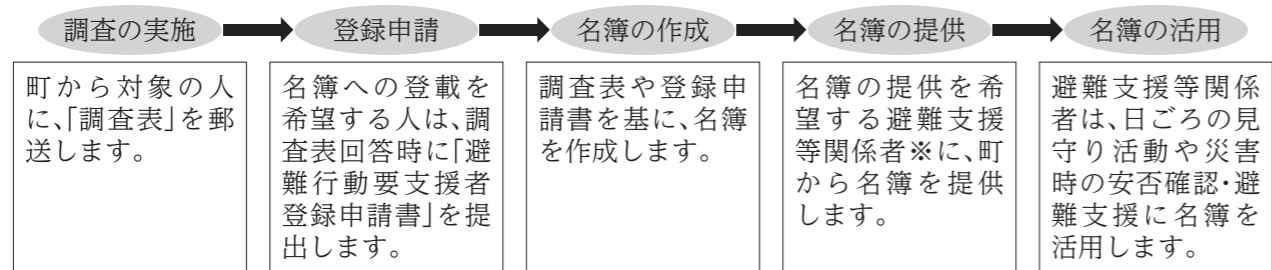 調査の実施
登録申請
名簿の作成
名簿の提供
名簿の活用
町から対象の人
に、「調査表」を郵
送します。
名簿への登載を
希望する人は、調
査表回答時に「避
難行動要支援者
登録申請書」を提
出します。
調査表や登録申
請書を基に、名簿
を作成します。
名簿の提供を希
望する避難支援
等関係者※に、町
から名簿を提供
します。
避難支援等関係
者は、日ごろの見
守り活動や災害
時の安否確認・避
難支援に名簿を
活用します。